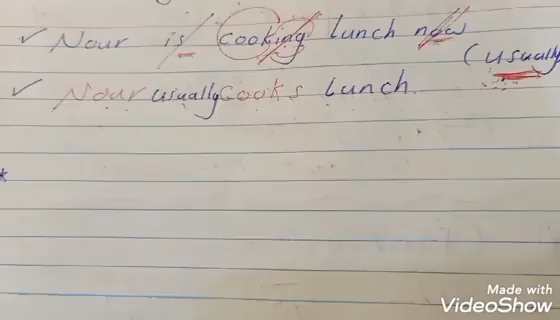 ✓ Nour is cooking lunch now
(usually
✓ Nour usually Cooks lunch
*
Made with
VideoShow